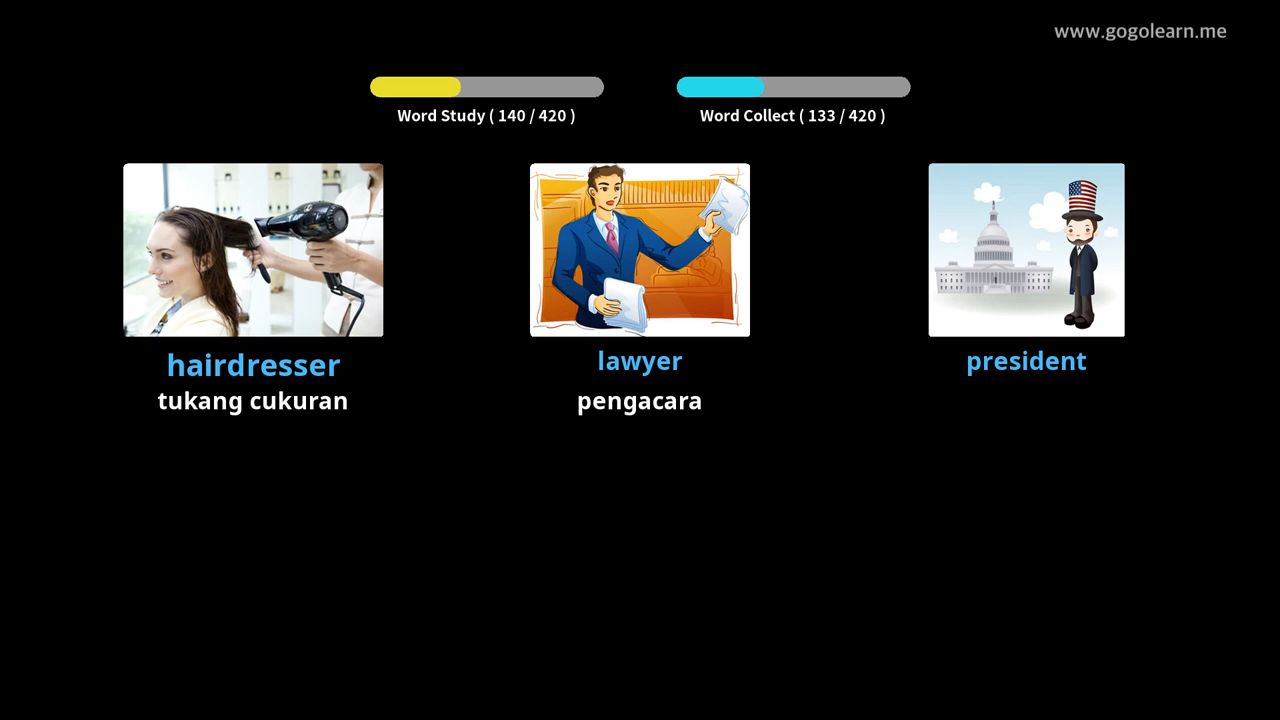 www.gogolearn.me
Word Study ( 140 / 420 )
Word Collect ( 133 / 420 )
hairdresser
tukang cukuran
lawyer
pengacara
president